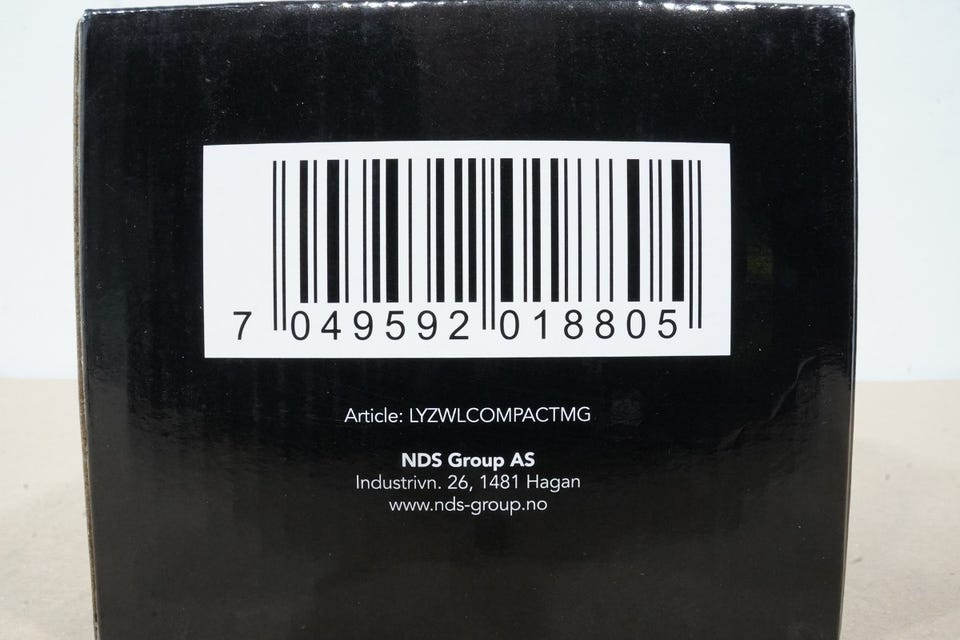 7 049592 018805
Article: LYZWLCOMPACTMG
NDS Group AS
Industrivn. 26, 1481 Hagan
www.nds-group.no